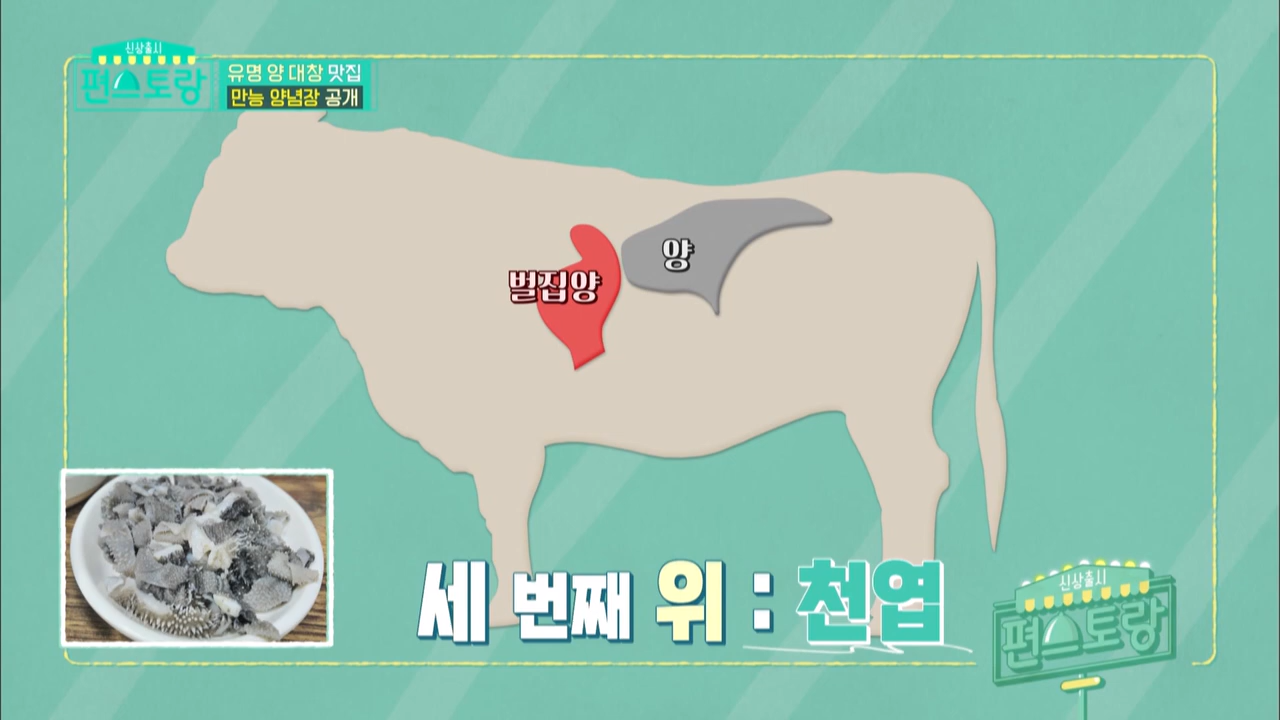 신상출시
편스토랑
유명 양 대창 맛집
만능 양념장 공개
양
벌집양
세 번째 위 : 천엽
신상출시
편스토랑